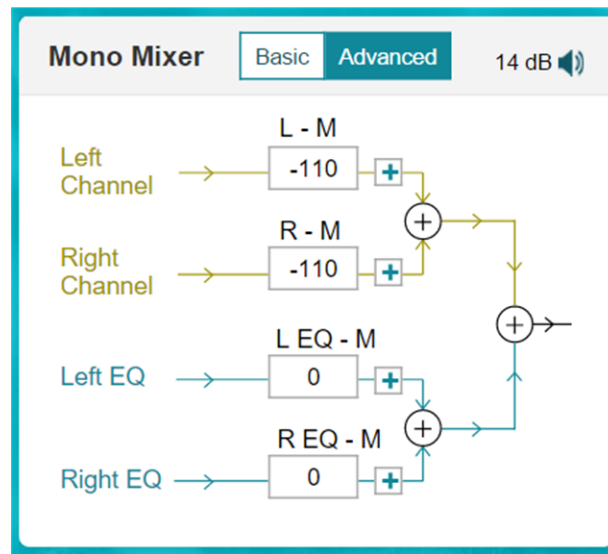 Mono Mixer Basic Advanced 14 dB
L - M
Left
Channel
-110 +
+
R - M
Right
Channel
-110 +
+
L EQ - M
Left EQ 0 +
+
R EQ - M
Right EQ 0 +